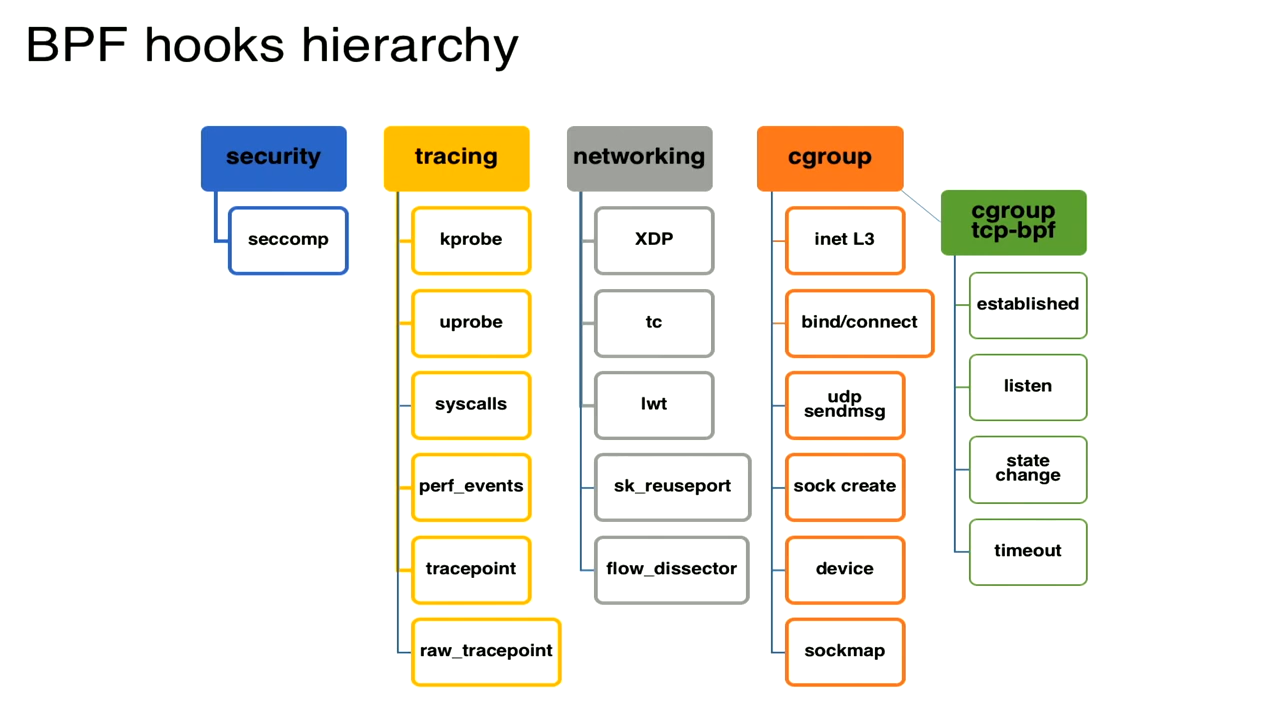 BPF hooks hierarchy
security
seccomp
tracing
kprobe
uprobe
syscalls
perf_events
tracepoint
raw_tracepoint
networking
XDP
tc
lwt
sk_reuseport
flow_dissector
cgroup
inet L3
bind/connect
udp
sendmsg
sock create
device
sockmap
cgroup
tcp-bpf
established
listen
state
change
timeout